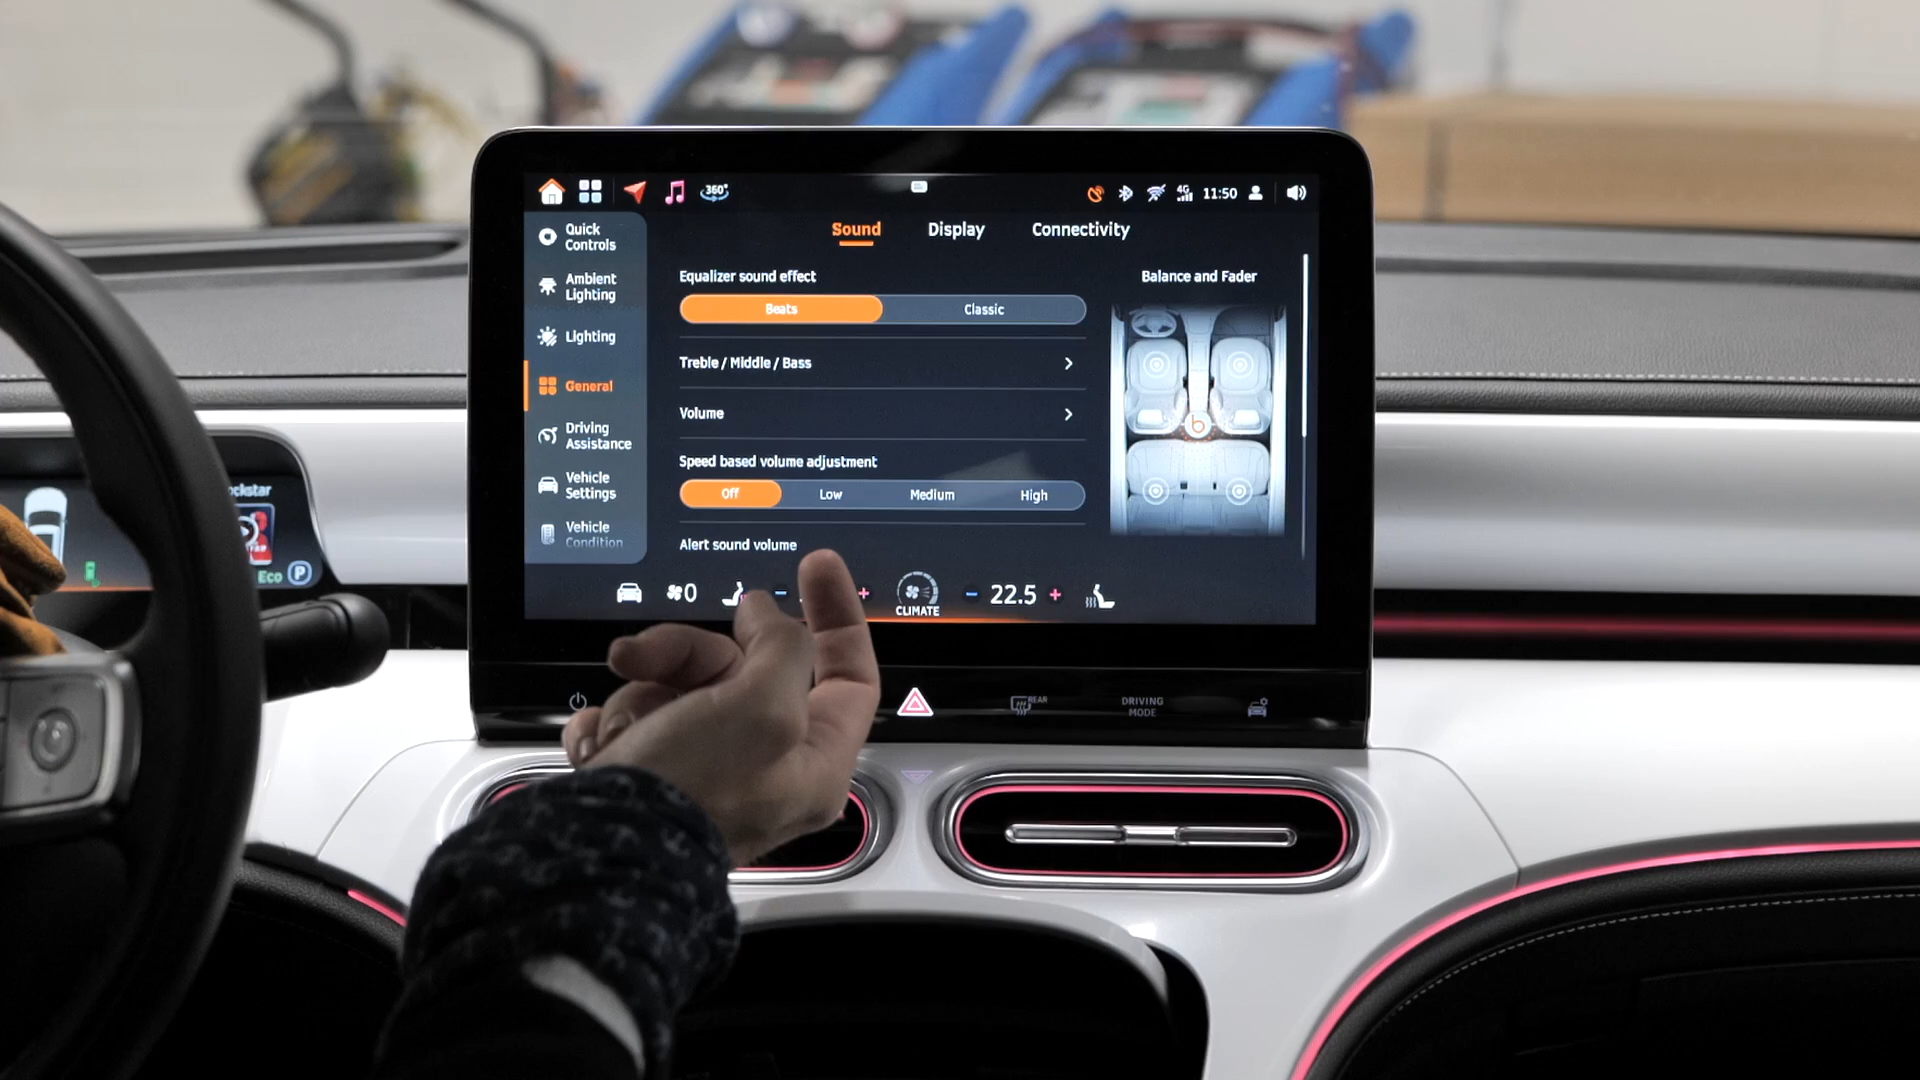 360°
4G
11:50
Quick
Controls
Ambient
Lighting
Lighting
General
Driving
Assistance
Vehicle
Settings
Vehicle
Condition
Sound
Display
Connectivity
Equalizer sound effect
Beats
Classic
Treble / Middle / Bass
Volume
Speed based volume adjustment
Off
Low
Medium
High
Alert sound volume
Balance and Fader
b
0
−
+
CLIMATE
− 22.5 +
Eco P
REAR
DRIVING
MODE